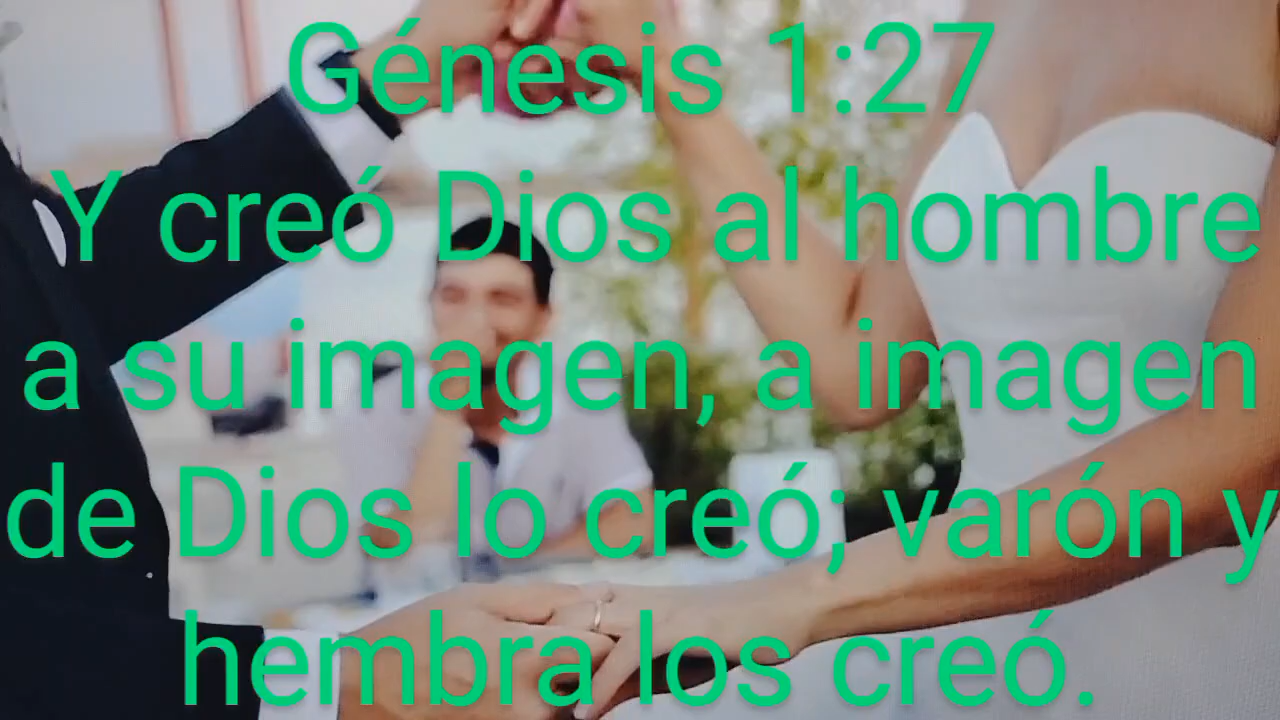 Génesis 1:27
Y creó Dios al hombre
a su imagen, a imagen
de Dios lo creó; varón y
hembra los creó.